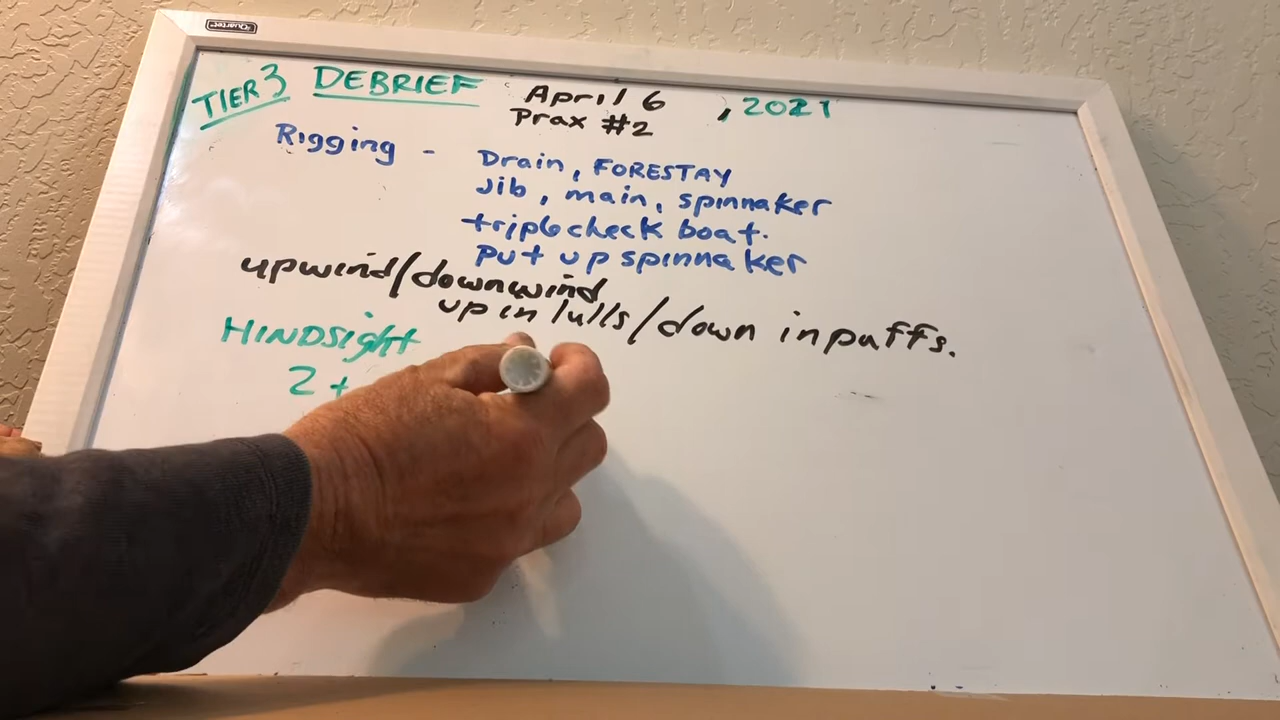 Quartet
TIER 3 DEBRIEF April 6, 2021
Prax #2
Rigging - Drain, FORESTAY
Jib, main, spinnaker
triple check boat.
put up spinnaker
upwind/downwind
up in lulls/down in puffs.
HINDSight
2 +